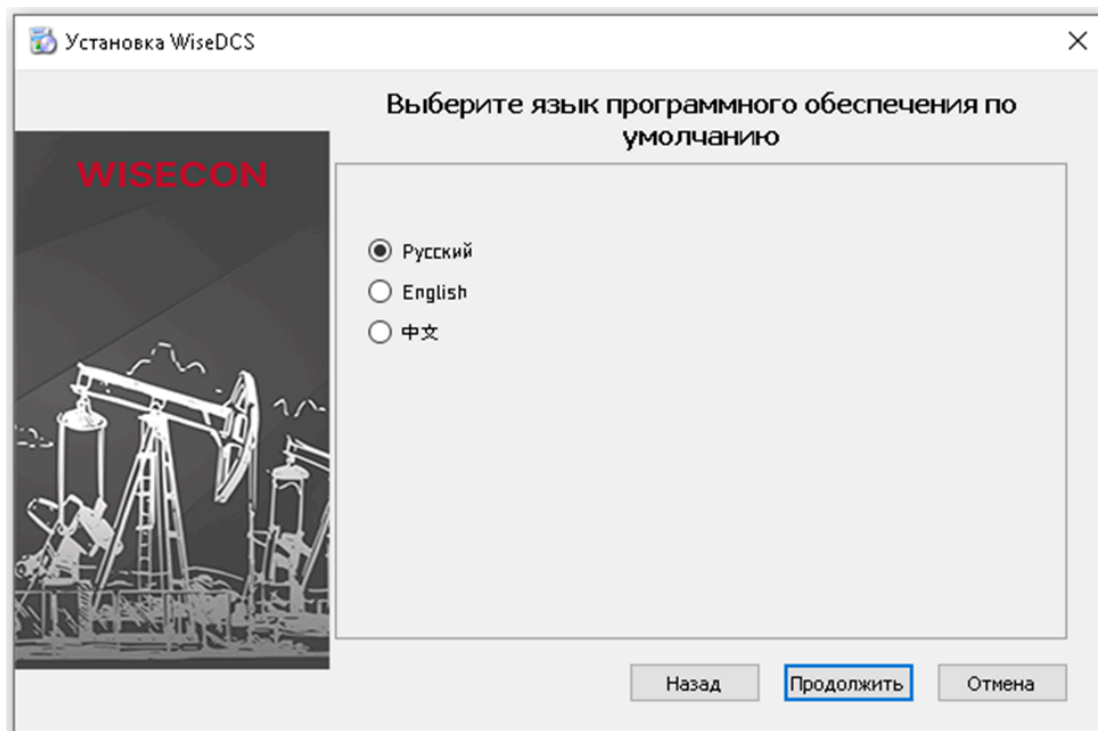 Установка WiseDCS
Выберите язык программного обеспечения по
умолчанию
WISECON
Русский
English
中文
Назад
Продолжить
Отмена